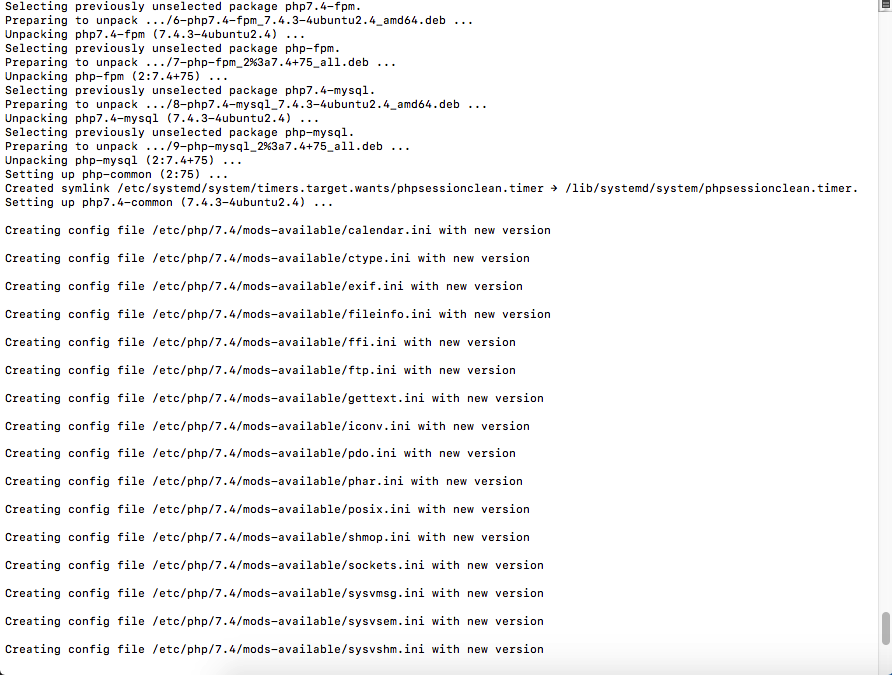 Selecting previously unselected package php7.4-fpm.
Preparing to unpack .../6-php7.4-fpm_7.4.3-4ubuntu2.4_amd64.deb ...
Unpacking php7.4-fpm (7.4.3-4ubuntu2.4) ...
Selecting previously unselected package php-fpm.
Preparing to unpack .../7-php-fpm_2%3a7.4+75_all.deb ...
Unpacking php-fpm (2:7.4+75) ...
Selecting previously unselected package php7.4-mysql.
Preparing to unpack .../8-php7.4-mysql_7.4.3-4ubuntu2.4_amd64.deb ...
Unpacking php7.4-mysql (7.4.3-4ubuntu2.4) ...
Selecting previously unselected package php-mysql.
Preparing to unpack .../9-php-mysql_2%3a7.4+75_all.deb ...
Unpacking php-mysql (2:7.4+75) ...
Setting up php-common (2:75) ...
Created symlink /etc/systemd/system/timers.target.wants/phpsessionclean.timer → /lib/systemd/system/phpsessionclean.timer.
Setting up php7.4-common (7.4.3-4ubuntu2.4) ...
Creating config file /etc/php/7.4/mods-available/calendar.ini with new version
Creating config file /etc/php/7.4/mods-available/ctype.ini with new version
Creating config file /etc/php/7.4/mods-available/exif.ini with new version
Creating config file /etc/php/7.4/mods-available/fileinfo.ini with new version
Creating config file /etc/php/7.4/mods-available/ffi.ini with new version
Creating config file /etc/php/7.4/mods-available/ftp.ini with new version
Creating config file /etc/php/7.4/mods-available/gettext.ini with new version
Creating config file /etc/php/7.4/mods-available/iconv.ini with new version
Creating config file /etc/php/7.4/mods-available/pdo.ini with new version
Creating config file /etc/php/7.4/mods-available/phar.ini with new version
Creating config file /etc/php/7.4/mods-available/posix.ini with new version
Creating config file /etc/php/7.4/mods-available/shmop.ini with new version
Creating config file /etc/php/7.4/mods-available/sockets.ini with new version
Creating config file /etc/php/7.4/mods-available/sysvmsg.ini with new version
Creating config file /etc/php/7.4/mods-available/sysvsem.ini with new version
Creating config file /etc/php/7.4/mods-available/sysvshm.ini with new version